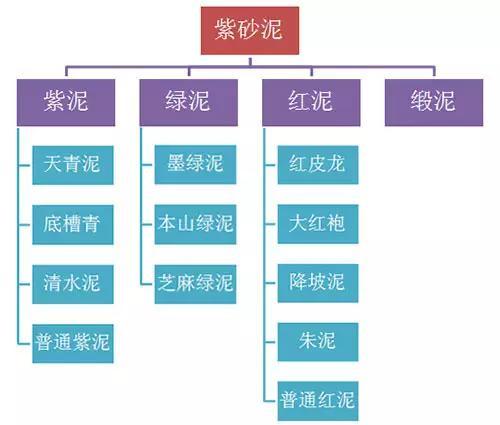 紫砂泥
紫泥
绿泥
红泥
缎泥
天青泥
底槽青
清水泥
普通紫泥
墨绿泥
本山绿泥
芝麻绿泥
红皮龙
大红袍
降坡泥
朱泥
普通红泥